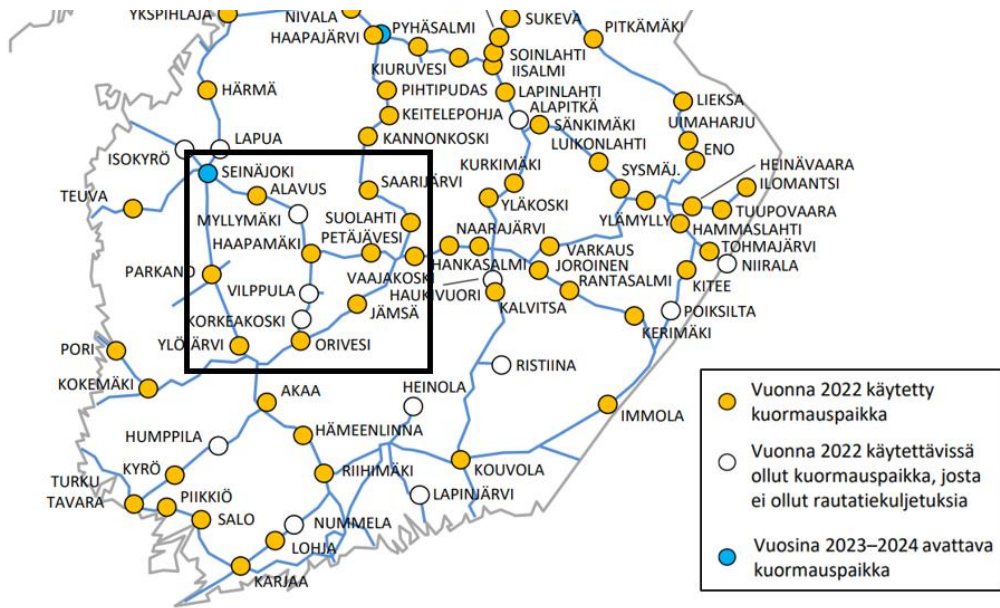 YKSPIHLAJA
NIVALA
SUKEVA
HAAPAJÄRVI
PYHÄSALMI
PITKÄMÄKI
SOINLAHTI
KIURUVESI
IISALMI
HÄRMÄ
PIHTIPUDAS
LAPINLAHTI
LIEKSA
KEITELEPOHJA
ALAPITKÄ
UIMAHARJU
LAPUA
KANNONKOSKI
SÄNKIMÄKI
ISOKYRÖ
LUIKONLAHTI
ENO
HEINÄVAARA
SEINÄJOKI
KURKIMÄKI
SYSMÄJ.
ILOMANTSI
TEUVA
ALAVUS
SAARIJÄRVI
YLÄKOSKI
MYLLYMÄKI
SUOLAHTI
YLÄMYLLY
TUUPOVAARA
HAAPAMÄKI
PETÄJÄVESI
NAARAJÄRVI
HAMMASLAHTI
VARKAUS
TOHMAJÄRVI
PARKANO
VAAJAKOSKI
HANKASALMI
JOROINEN
NIIRALA
VILPPULA
HAUKIVUORI
RANTASALMI
KITEE
JÄMSÄ
KALVITSA
POIKSILTA
KORKEAKOSKI
KERIMÄKI
PORI
YLÖJÄRVI
ORIVESI
RISTIINA
KOKEMÄKI
AKAA
HEINOLA
IMMOLA
HUMPPILA
HÄMEENLINNA
KYRÖ
RIIHIMÄKI
KOUVOLA
TURKU
TAVARA
PIIKKIÖ
LAPINJÄRVI
SALO
NUMMELA
LOHJA
KARJAA
Vuonna 2022 käytetty
kuormauspaikka
Vuonna 2022 käytettävissä
ollut kuormauspaikka, josta
ei ollut rautatiekuljetuksia
Vuosina 2023–2024 avattava
kuormauspaikka